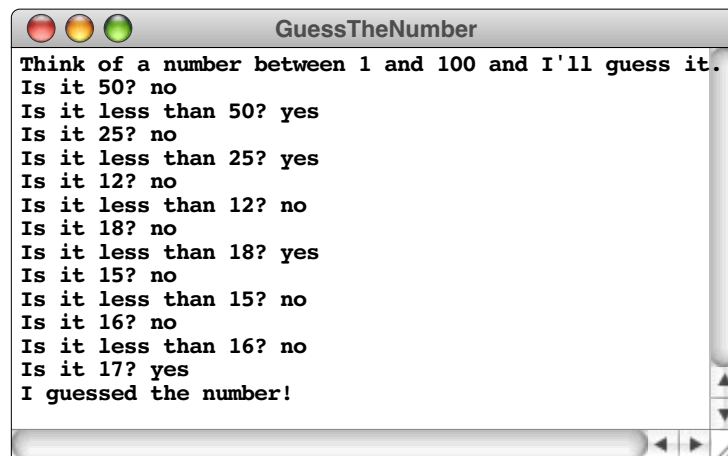 GuessTheNumber
Think of a number between 1 and 100 and I'll guess it.
Is it 50? no
Is it less than 50? yes
Is it 25? no
Is it less than 25? yes
Is it 12? no
Is it less than 12? no
Is it 18? no
Is it less than 18? yes
Is it 15? no
Is it less than 15? no
Is it 16? no
Is it less than 16? no
Is it 17? yes
I guessed the number!